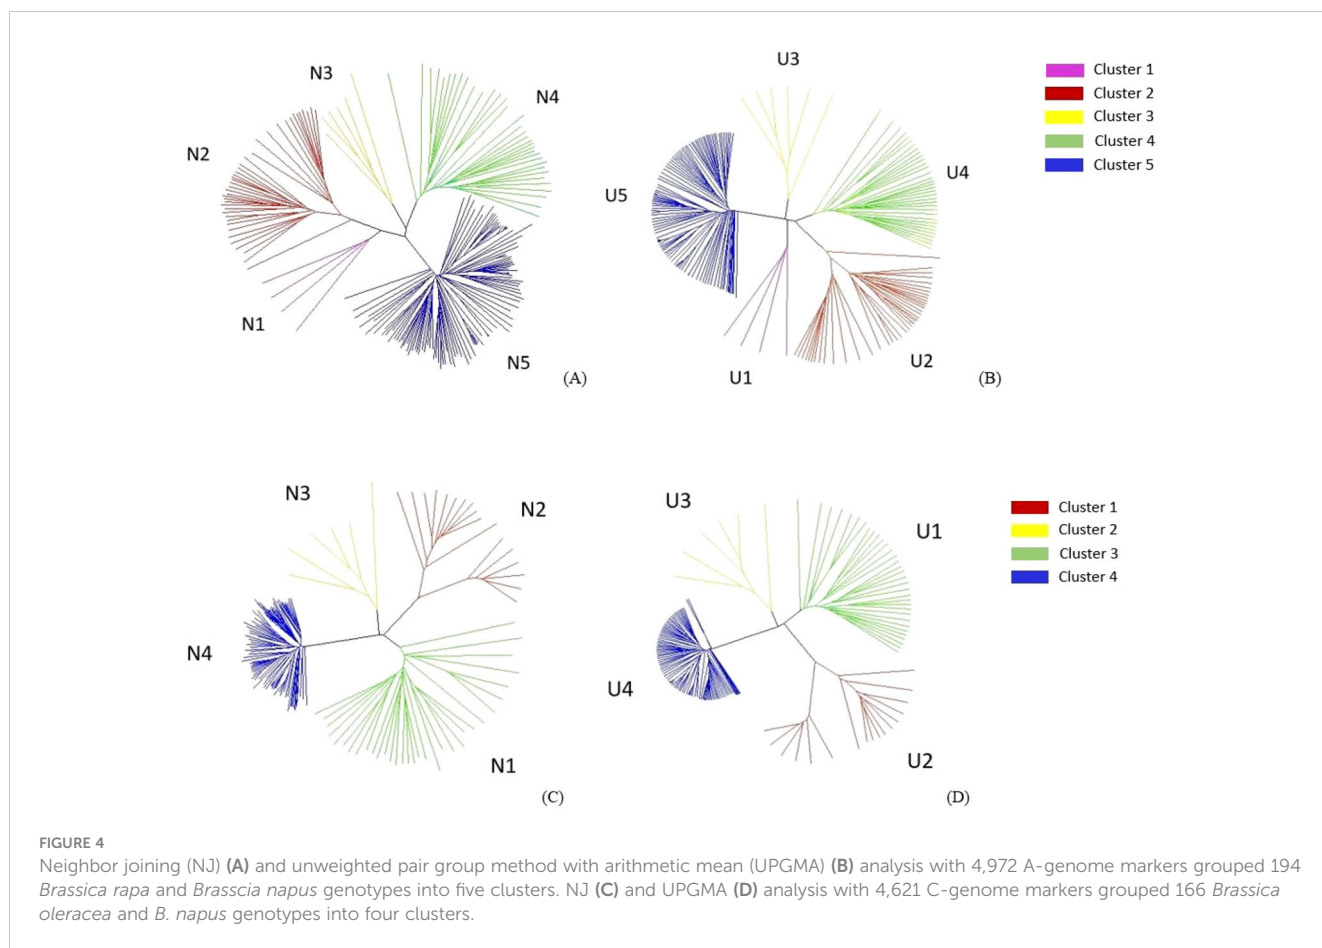 U3
N3
N4
N2
U4
U5
N1
N5
U1
U2
(A)
(B)
Cluster 1
Cluster 2
Cluster 3
Cluster 4
Cluster 5
N3
N2
N4
N1
(C)
U3
U1
U4
U2
(D)
Cluster 1
Cluster 2
Cluster 3
Cluster 4
FIGURE 4
Neighbor joining (NJ) (A) and unweighted pair group method with arithmetic mean (UPGMA) (B) analysis with 4,972 A-genome markers grouped 194
Brassica rapa and Brasscia napus genotypes into five clusters. NJ (C) and UPGMA (D) analysis with 4,621 C-genome markers grouped 166 Brassica
oleracea and B. napus genotypes into four clusters.